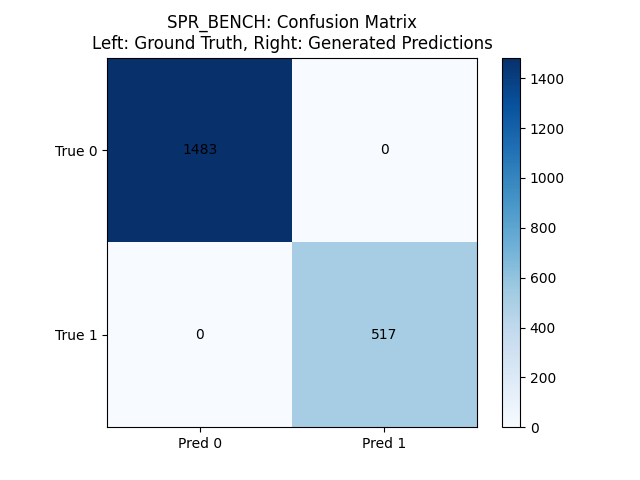 SPR_BENCH: Confusion Matrix
Left: Ground Truth, Right: Generated Predictions
True 0
1483
0
True 1
0
517
Pred 0
Pred 1
1400
1200
1000
800
600
400
200
0